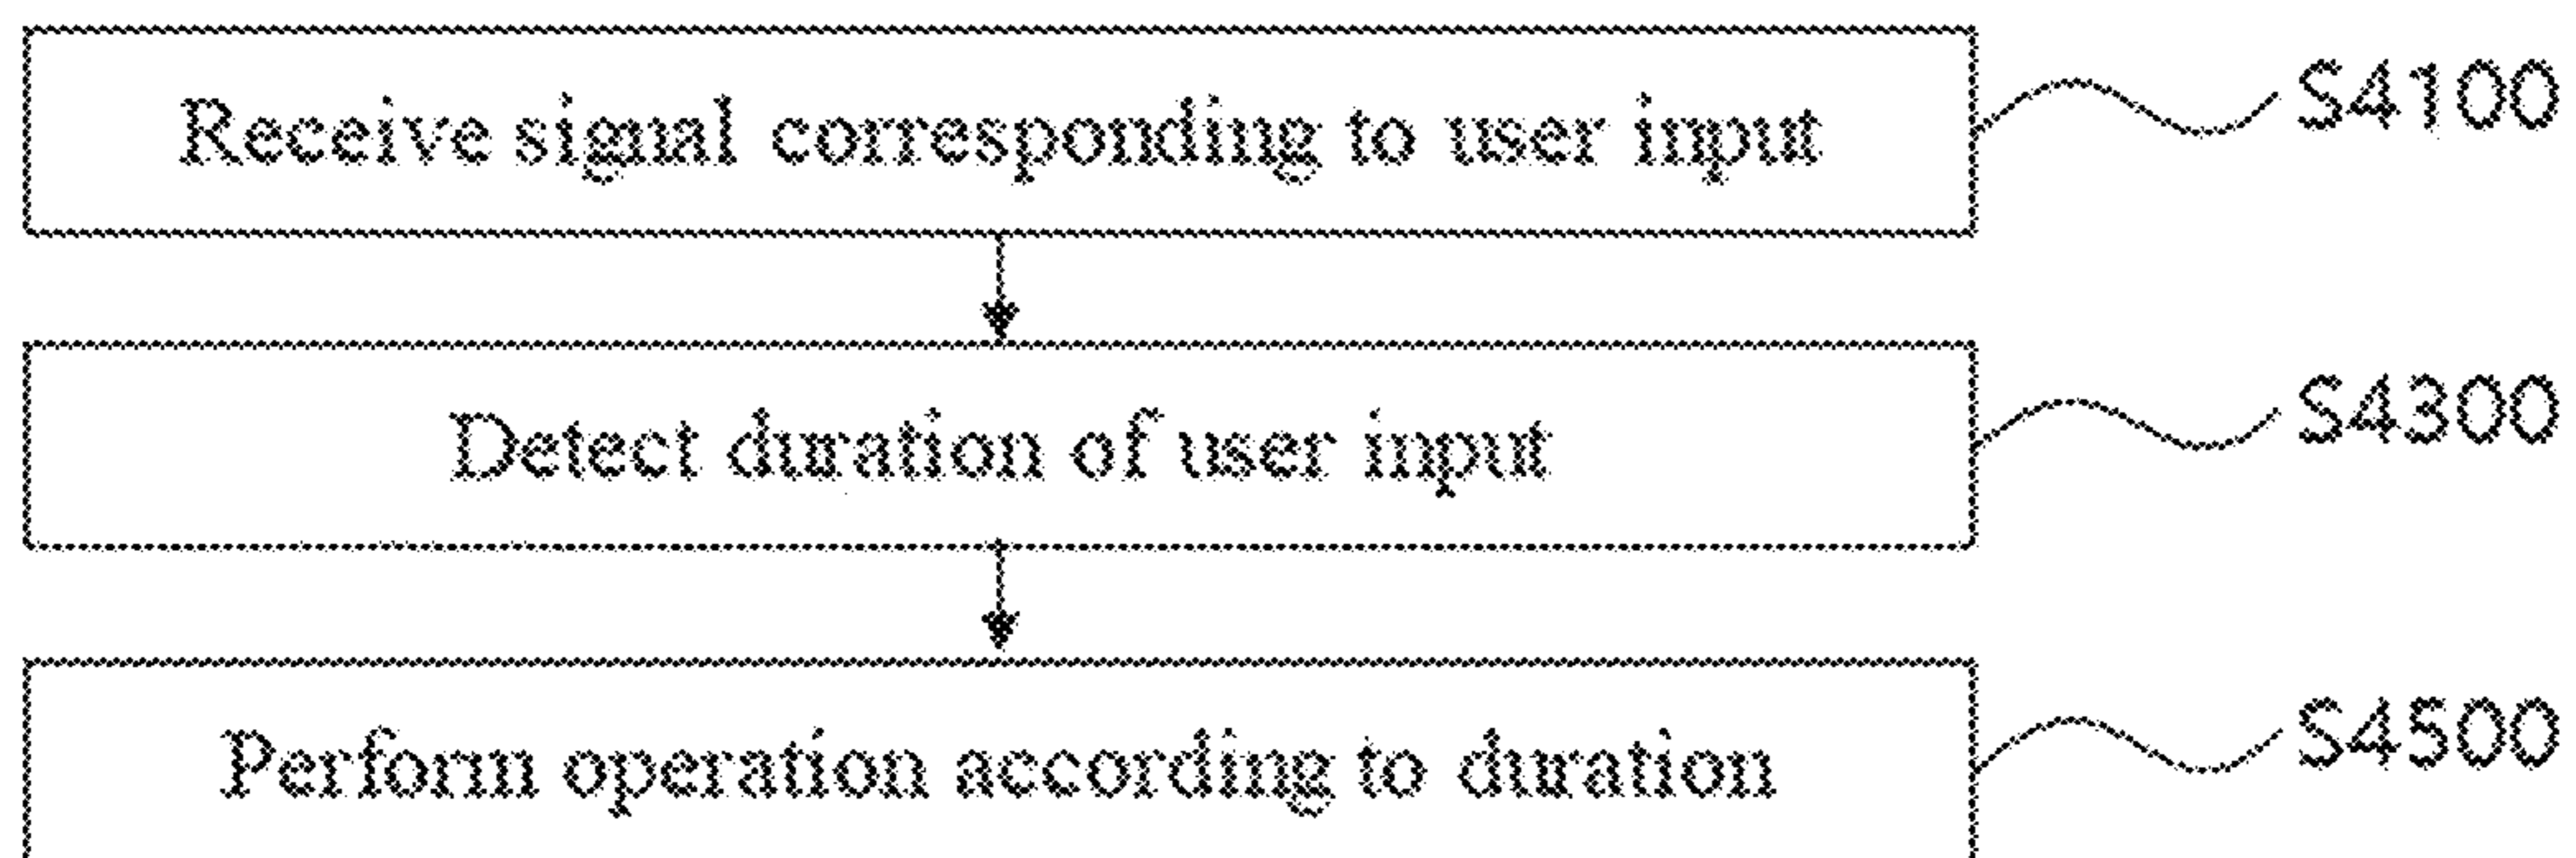 Receive signal corresponding to user input S4100
Detect duration of user input S4300
Perform operation according to duration S4500